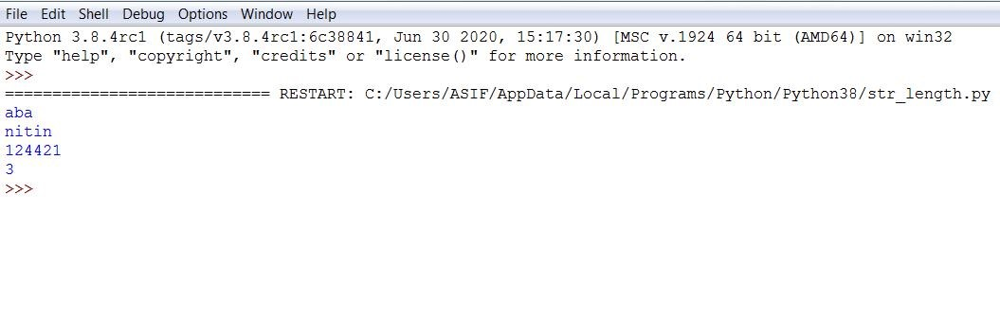 File Edit Shell Debug Options Window Help
Python 3.8.4rc1 (tags/v3.8.4rc1:6c38841, Jun 30 2020, 15:17:30) [MSC v.1924 64 bit (AMD64)] on win32
Type "help", "copyright", "credits" or "license()" for more information.
>>>
============================ RESTART: C:/Users/ASIF/AppData/Local/Programs/Python/Python38/str_length.py
aba
nitin
124421
3
>>>